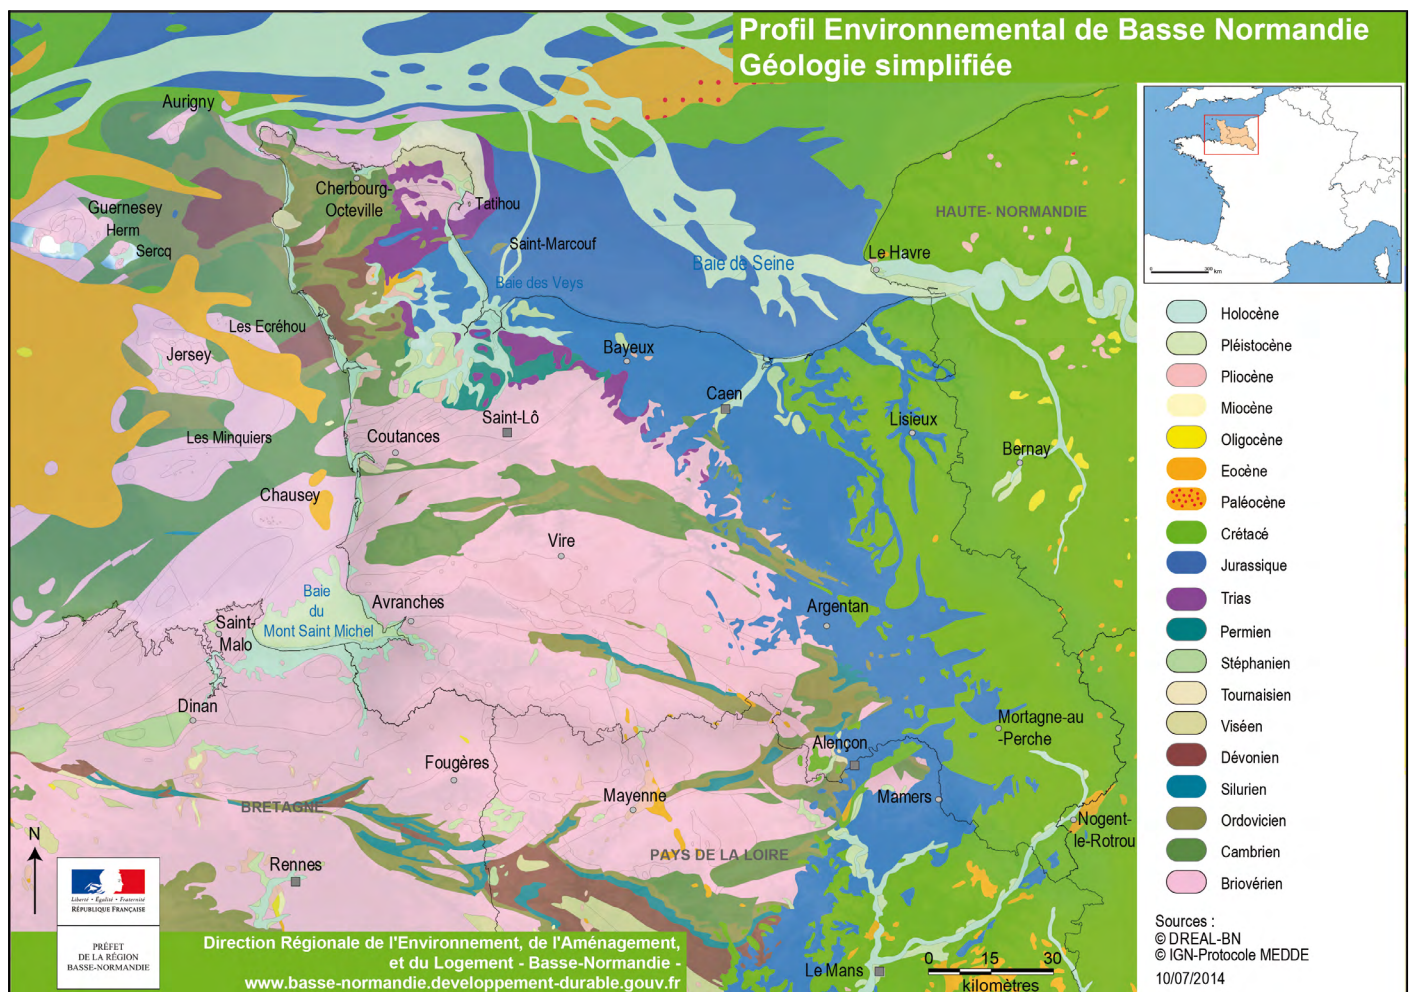 Profil Environnemental de Basse Normandie
Géologie simplifiée
Aurigny
Cherbourg-
Octeville
Tatihou
Guernesey
Herm
Sercq
Saint-Marcouf
Baie des Veys
Baie de Seine
HAUTE- NORMANDIE
Le Havre
Les Ecréhou
Jersey
Bayeux
Caen
Saint-Lô
Lisieux
Les Minquiers
Coutances
Bernay
Chausey
Vire
Baie
du
Mont Saint Michel
Avranches
Argentan
Saint-
Malo
Dinan
Mortagne-au
-Perche
Alençon
Fougères
Mayenne
Mamers
BRETAGNE
Nogent-
le-Rotrou
PAYS DE LA LOIRE
Rennes
Le Mans
N
Liberté • Égalité • Fraternité
RÉPUBLIQUE FRANÇAISE
PRÉFET
DE LA RÉGION
BASSE-NORMANDIE
Direction Régionale de l'Environnement, de l'Aménagement,
et du Logement - Basse-Normandie -
www.basse-normandie.developpement-durable.gouv.fr
0 15 30
kilomètres
0 300 km
Holocène
Pléistocène
Pliocène
Miocène
Oligocène
Eocène
Paléocène
Crétacé
Jurassique
Trias
Permien
Stéphanien
Tournaisien
Viséen
Dévonien
Silurien
Ordovicien
Cambrien
Briovérien
Sources :
© DREAL-BN
© IGN-Protocole MEDDE
10/07/2014